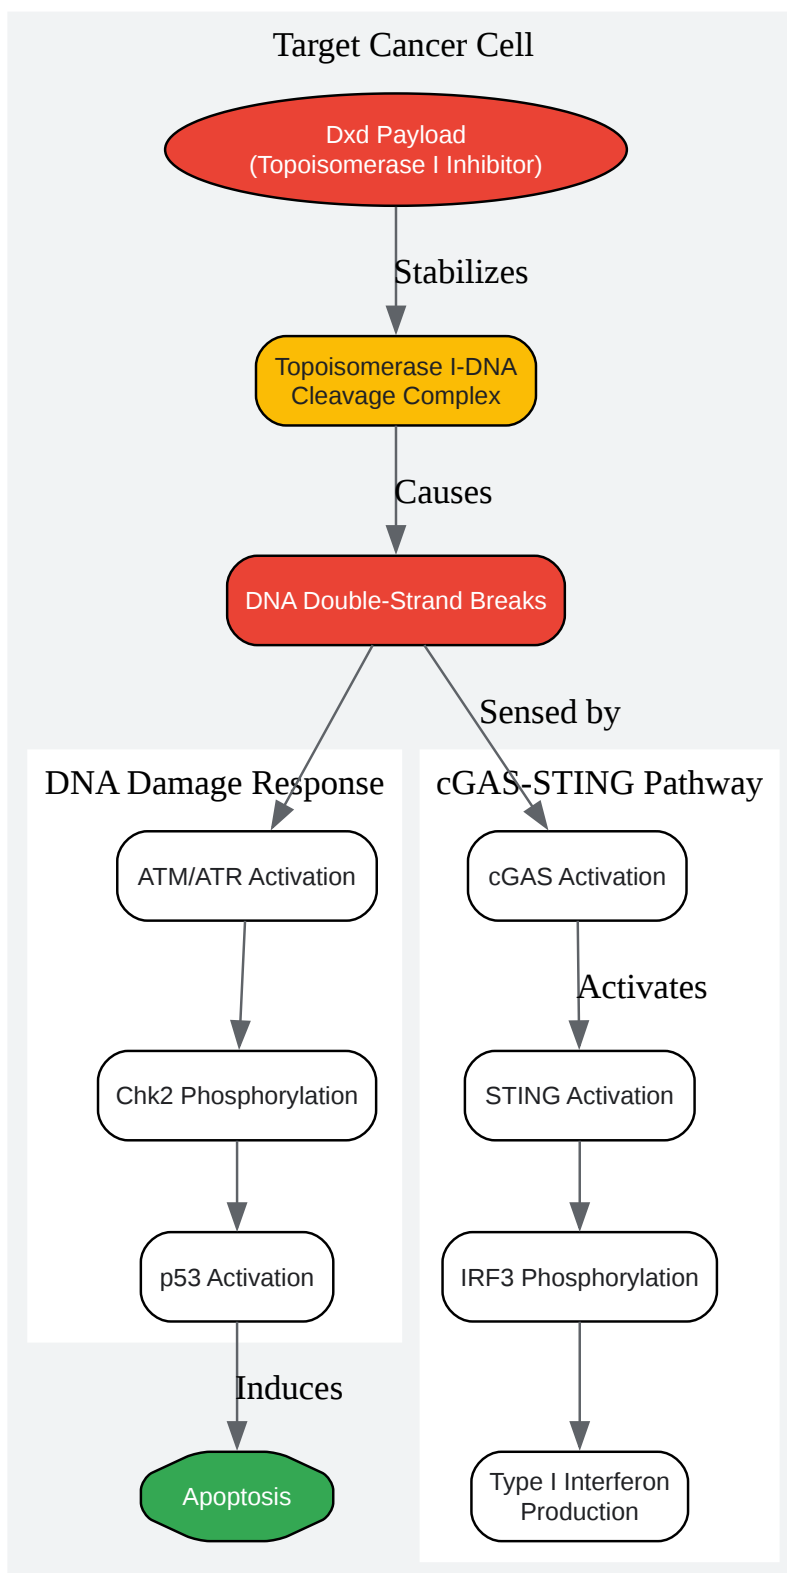 Target Cancer Cell
Dxd Payload
(Topoisomerase I Inhibitor)
Stabilizes
Topoisomerase I-DNA
Cleavage Complex
Causes
DNA Double-Strand Breaks
Sensed by
DNA Damage Response
cGAS-STING Pathway
ATM/ATR Activation
cGAS Activation
Activates
Chk2 Phosphorylation
STING Activation
p53 Activation
IRF3 Phosphorylation
Induces
Apoptosis
Type I Interferon
Production